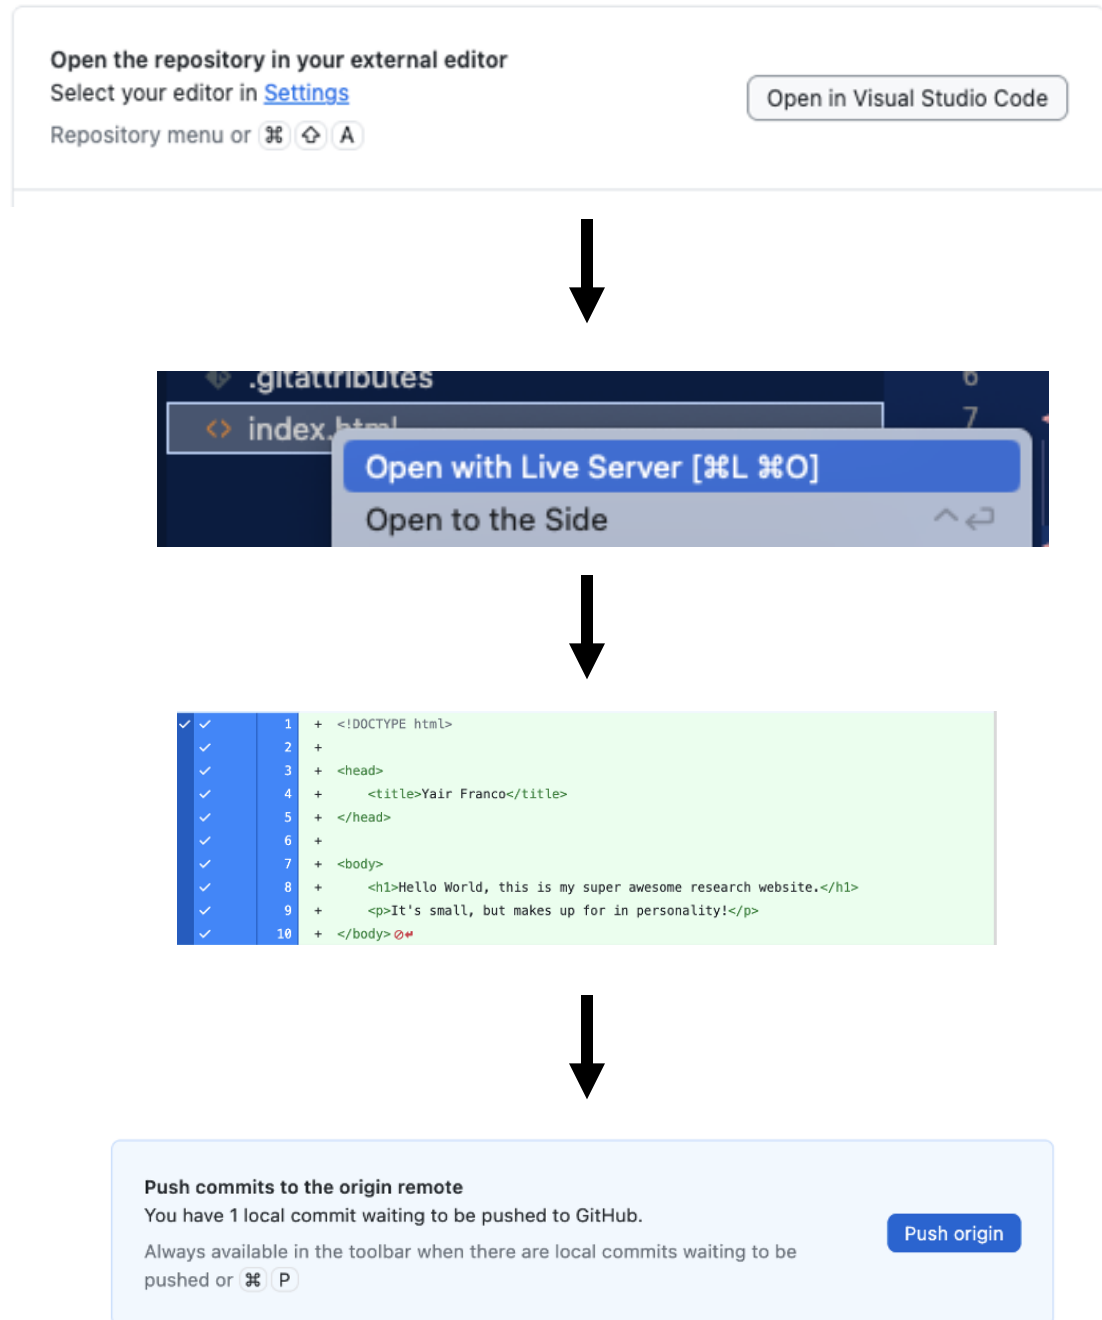 Open the repository in your external editor
Select your editor in Settings
Open in Visual Studio Code
Repository menu or ⌘ ⇧ A
.gitattributes
6
index.html
7
Open with Live Server [⌘L ⌘O]
Open to the Side ^↩
1 + <!DOCTYPE html>
2 +
3 + <head>
4 + <title>Yair Franco</title>
5 + </head>
6 +
7 + <body>
8 + <h1>Hello World, this is my super awesome research website.</h1>
9 + <p>It's small, but makes up for in personality!</p>
10 + </body>
Push commits to the origin remote
You have 1 local commit waiting to be pushed to GitHub.
Push origin
Always available in the toolbar when there are local commits waiting to be
pushed or ⌘ P